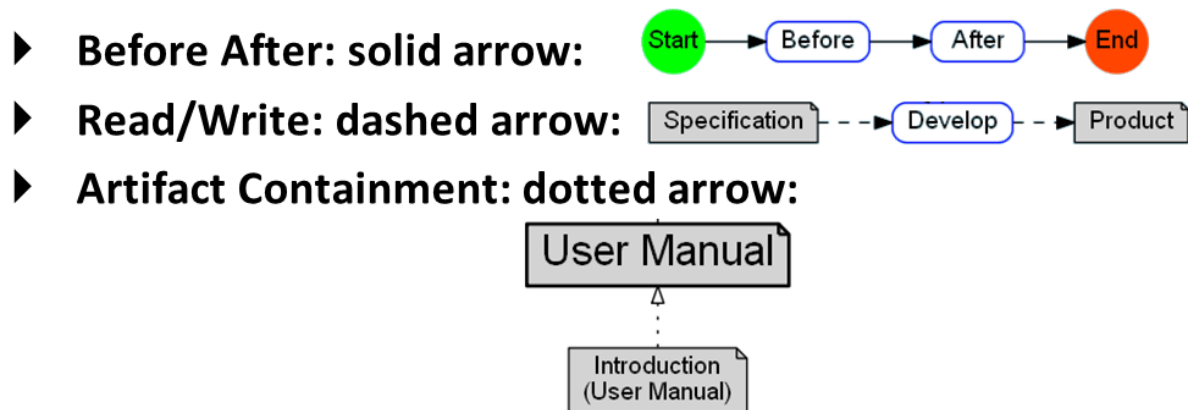 Before After: solid arrow:
Start Before After End
Read/Write: dashed arrow:
Specification Develop Product
Artifact Containment: dotted arrow:
User Manual
Introduction
(User Manual)